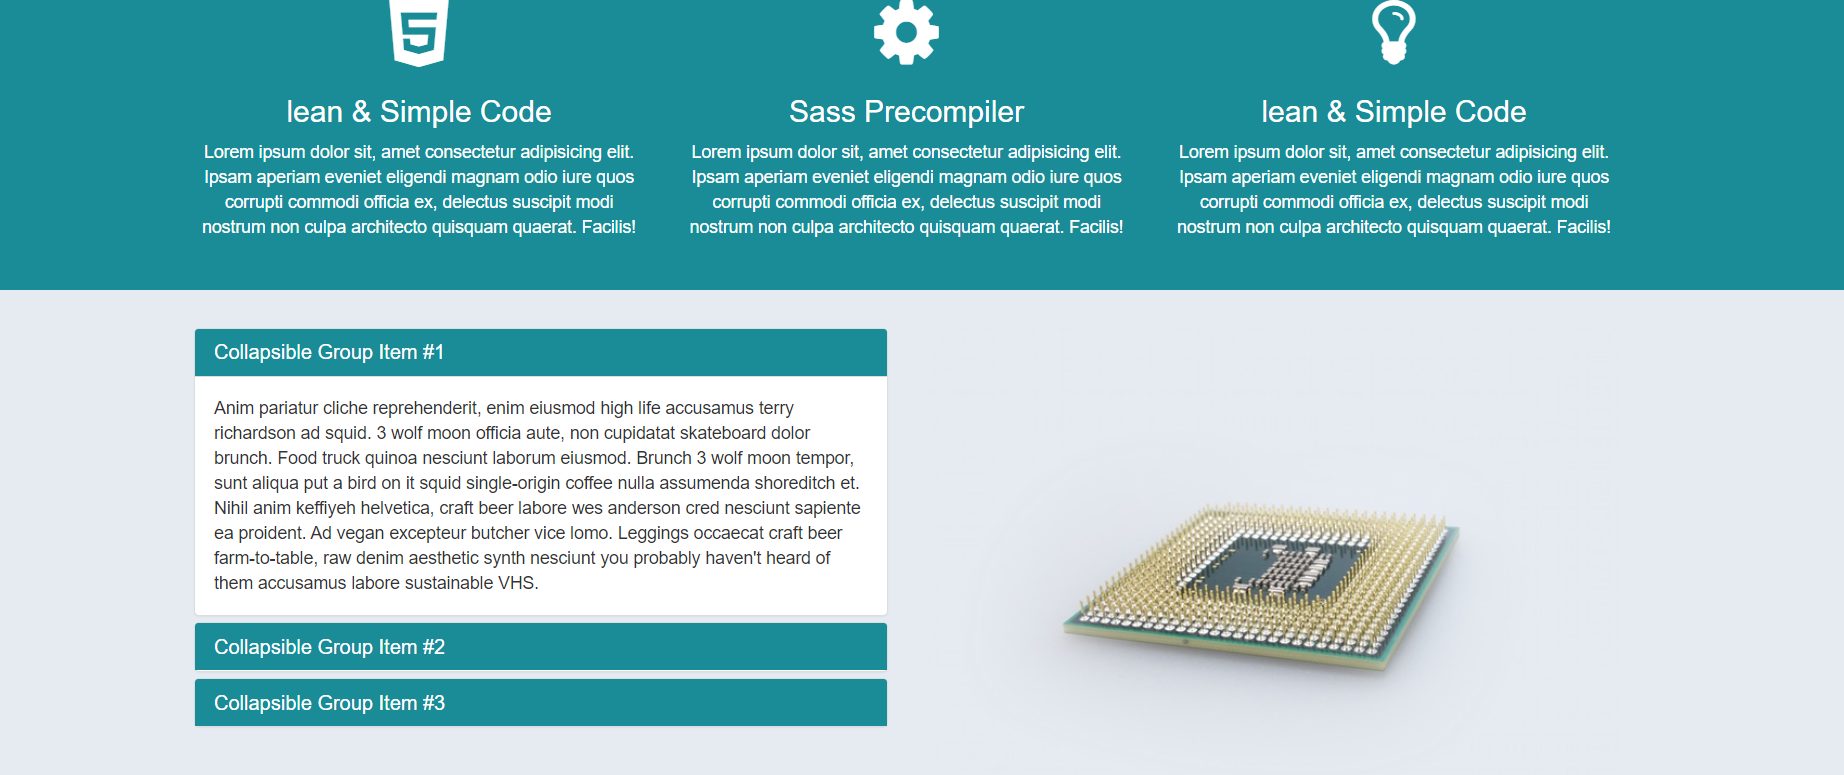 lean & Simple Code
Lorem ipsum dolor sit, amet consectetur adipisicing elit.
Ipsam aperiam eveniet eligendi magnam odio iure quos
corrupti commodi officia ex, delectus suscipit modi
nostrum non culpa architecto quisquam quaerat. Facilis!
Sass Precompiler
Lorem ipsum dolor sit, amet consectetur adipisicing elit.
Ipsam aperiam eveniet eligendi magnam odio iure quos
corrupti commodi officia ex, delectus suscipit modi
nostrum non culpa architecto quisquam quaerat. Facilis!
lean & Simple Code
Lorem ipsum dolor sit, amet consectetur adipisicing elit.
Ipsam aperiam eveniet eligendi magnam odio iure quos
corrupti commodi officia ex, delectus suscipit modi
nostrum non culpa architecto quisquam quaerat. Facilis!
Collapsible Group Item #1
Anim pariatur cliche reprehenderit, enim eiusmod high life accusamus terry
richardson ad squid. 3 wolf moon officia aute, non cupidatat skateboard dolor
brunch. Food truck quinoa nesciunt laborum eiusmod. Brunch 3 wolf moon tempor,
sunt aliqua put a bird on it squid single-origin coffee nulla assumenda shoreditch et.
Nihil anim keffiyeh helvetica, craft beer labore wes anderson cred nesciunt sapiente
ea proident. Ad vegan excepteur butcher vice lomo. Leggings occaecat craft beer
farm-to-table, raw denim aesthetic synth nesciunt you probably haven't heard of
them accusamus labore sustainable VHS.
Collapsible Group Item #2
Collapsible Group Item #3